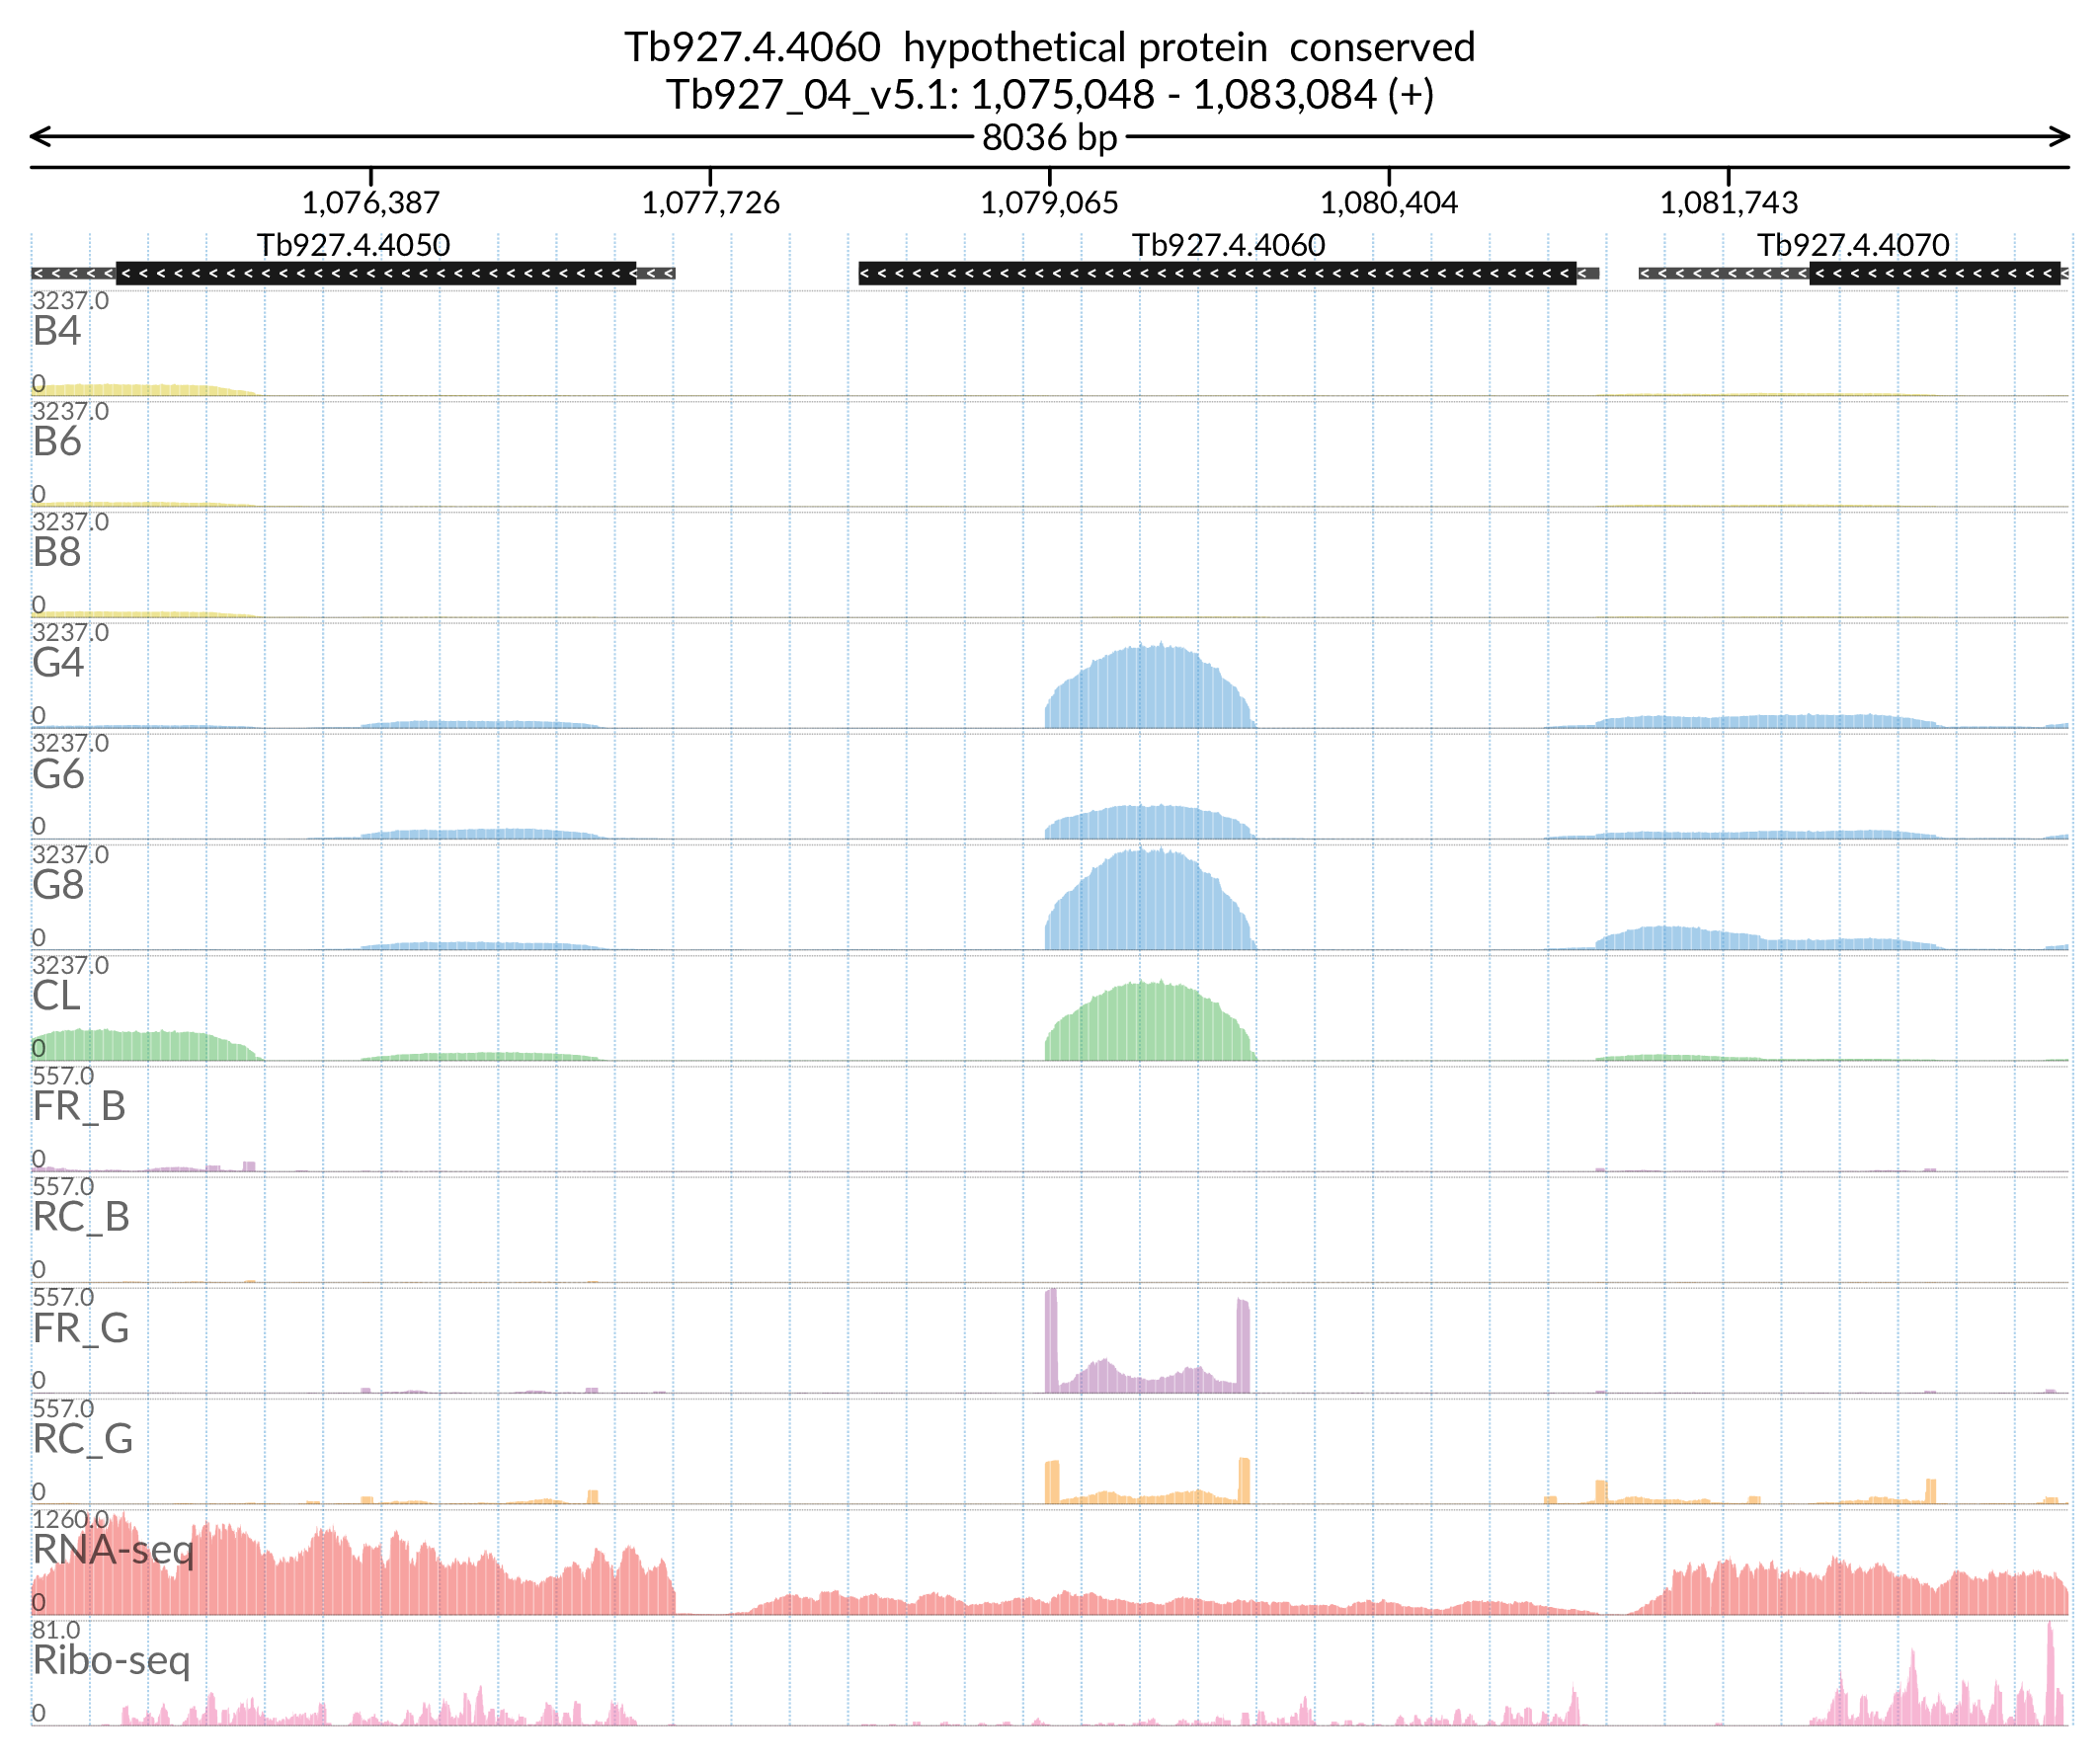 Tb927.4.4060  hypothetical protein  conserved
Tb927_04_v5.1: 1,075,048 - 1,083,084 (+)
8036 bp
1,076,387 1,077,726 1,079,065 1,080,404 1,081,743
Tb927.4.4050 Tb927.4.4060 Tb927.4.4070
3237.0
B4
0
3237.0
B6
0
3237.0
B8
0
3237.0
G4
0
3237.0
G6
0
3237.0
G8
0
3237.0
CL
0
557.0
FR_B
0
557.0
RC_B
0
557.0
FR_G
0
557.0
RC_G
0
1260.0
RNA-seq
0
81.0
Ribo-seq
0